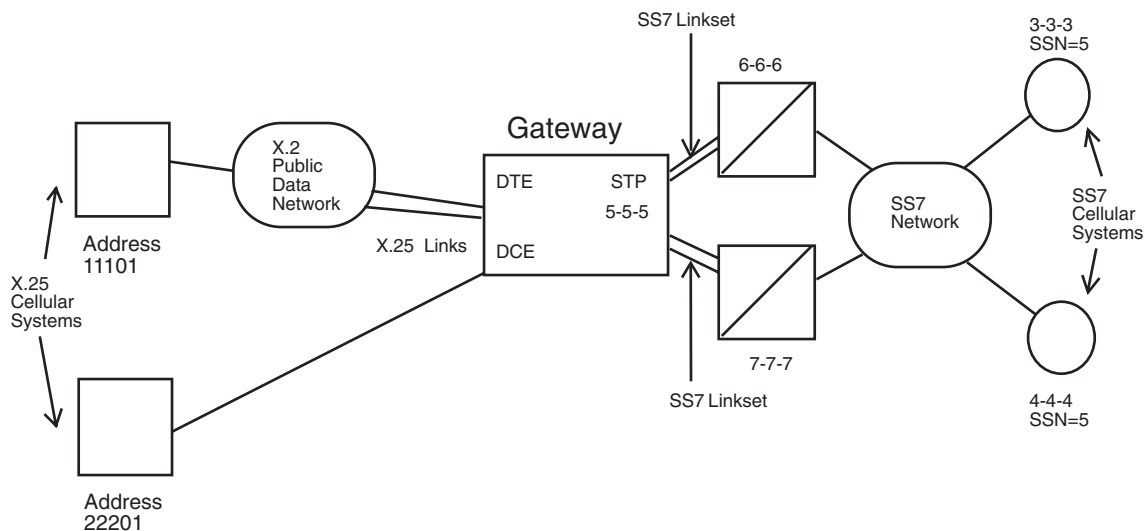 SS7 Linkset
3-3-3
SSN=5
6-6-6
Gateway
X.2
Public
Data
Network
DTE
STP
5-5-5
SS7
Network
SS7
Cellular
Systems
Address
11101
X.25 Links
DCE
X.25
Cellular
Systems
7-7-7
SS7 Linkset
4-4-4
SSN=5
Address
22201